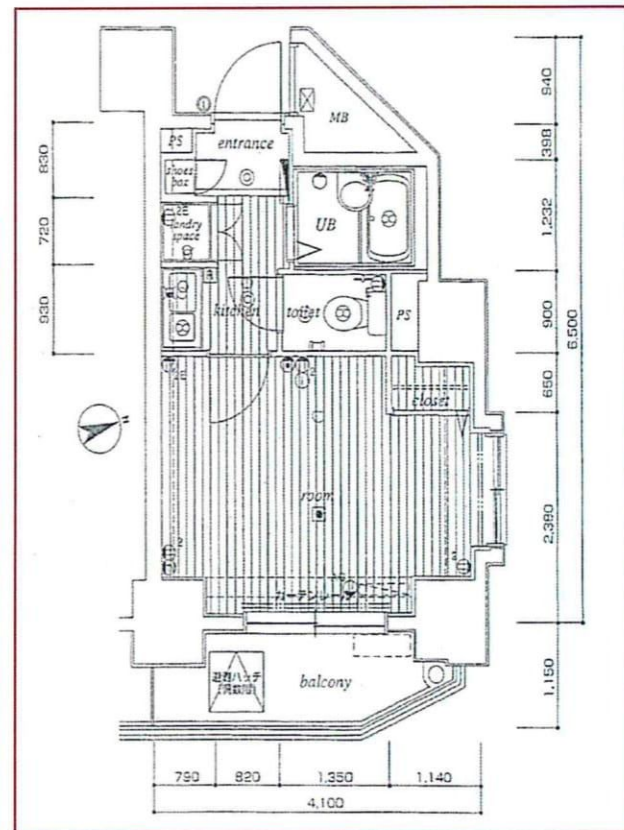 MB
PS
entrance
shoes
box
UB
space
R
kitchen
toilet
PS
closet
room
カーテンレール
balcony
避難ハッチ
940
398
1,232
900
650
2,380
1,150
6,500
830
720
930
790
820
1,350
1,140
4,100